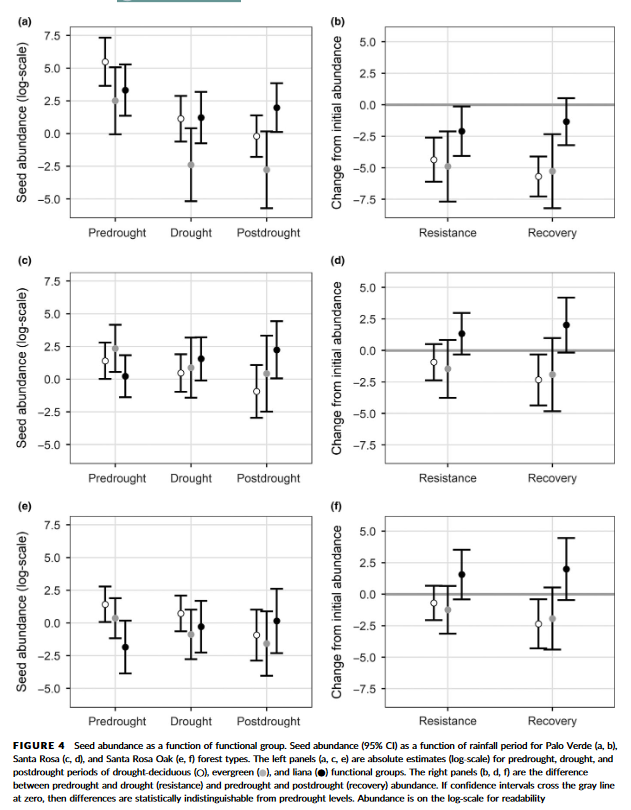 (a)
(b)
7.5
5.0
2.5
0.0
−2.5
−5.0
Seed abundance (log-scale)
Predrought Drought Postdrought
5.0
2.5
0.0
−2.5
−5.0
−7.5
Change from initial abundance
Resistance Recovery
(c)
(d)
7.5
5.0
2.5
0.0
−2.5
−5.0
Seed abundance (log-scale)
Predrought Drought Postdrought
5.0
2.5
0.0
−2.5
−5.0
−7.5
Change from initial abundance
Resistance Recovery
(e)
(f)
7.5
5.0
2.5
0.0
−2.5
−5.0
Seed abundance (log-scale)
Predrought Drought Postdrought
5.0
2.5
0.0
−2.5
−5.0
−7.5
Change from initial abundance
Resistance Recovery
FIGURE 4 Seed abundance as a function of functional group. Seed abundance (95% CI) as a function of rainfall period for Palo Verde (a, b),
Santa Rosa (c, d), and Santa Rosa Oak (e, f) forest types. The left panels (a, c, e) are absolute estimates (log-scale) for predrought, drought, and
postdrought periods of drought-deciduous (○), evergreen (●), and liana (●) functional groups. The right panels (b, d, f) are the difference
between predrought and drought (resistance) and predrought and postdrought (recovery) abundance. If confidence intervals cross the gray line
at zero, then differences are statistically indistinguishable from predrought levels. Abundance is on the log-scale for readability